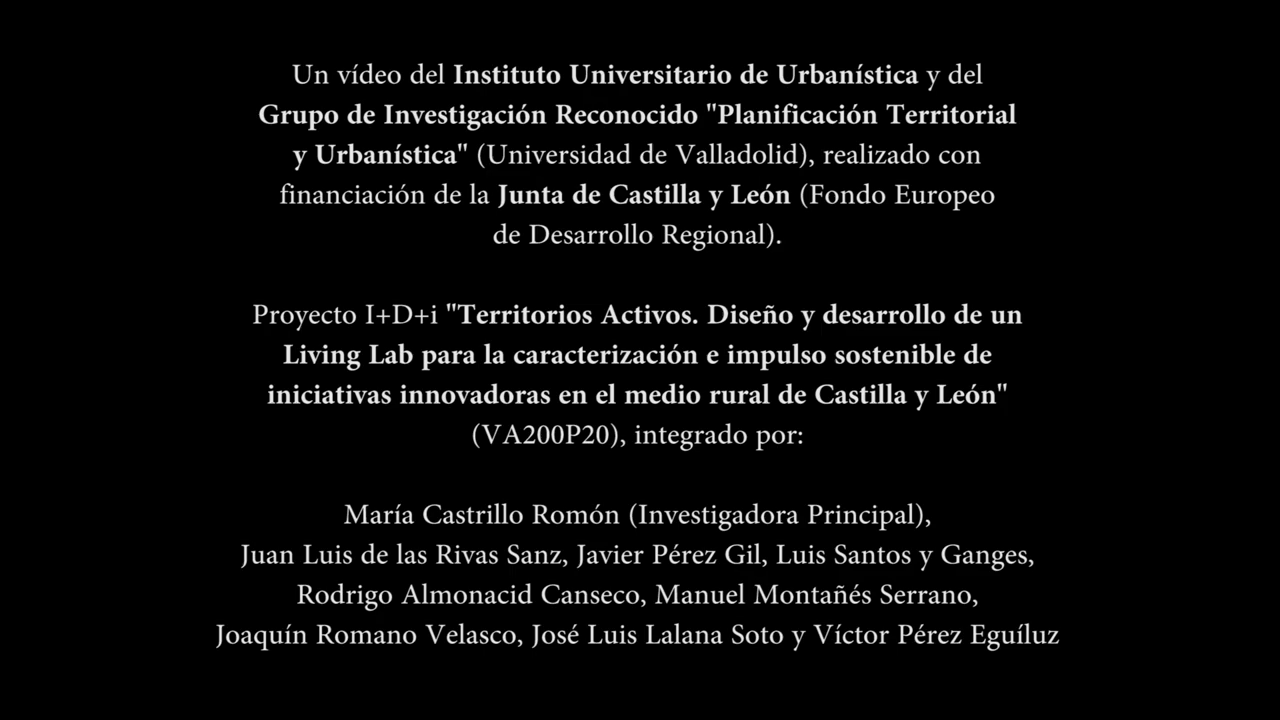 Un vídeo del Instituto Universitario de Urbanística y del
Grupo de Investigación Reconocido "Planificación Territorial
y Urbanística" (Universidad de Valladolid), realizado con
financiación de la Junta de Castilla y León (Fondo Europeo
de Desarrollo Regional).
Proyecto I+D+i "Territorios Activos. Diseño y desarrollo de un
Living Lab para la caracterización e impulso sostenible de
iniciativas innovadoras en el medio rural de Castilla y León"
(VA200P20), integrado por:
María Castrillo Romón (Investigadora Principal),
Juan Luis de las Rivas Sanz, Javier Pérez Gil, Luis Santos y Ganges,
Rodrigo Almonacid Canseco, Manuel Montañés Serrano,
Joaquín Romano Velasco, José Luis Lalana Soto y Víctor Pérez Eguíluz